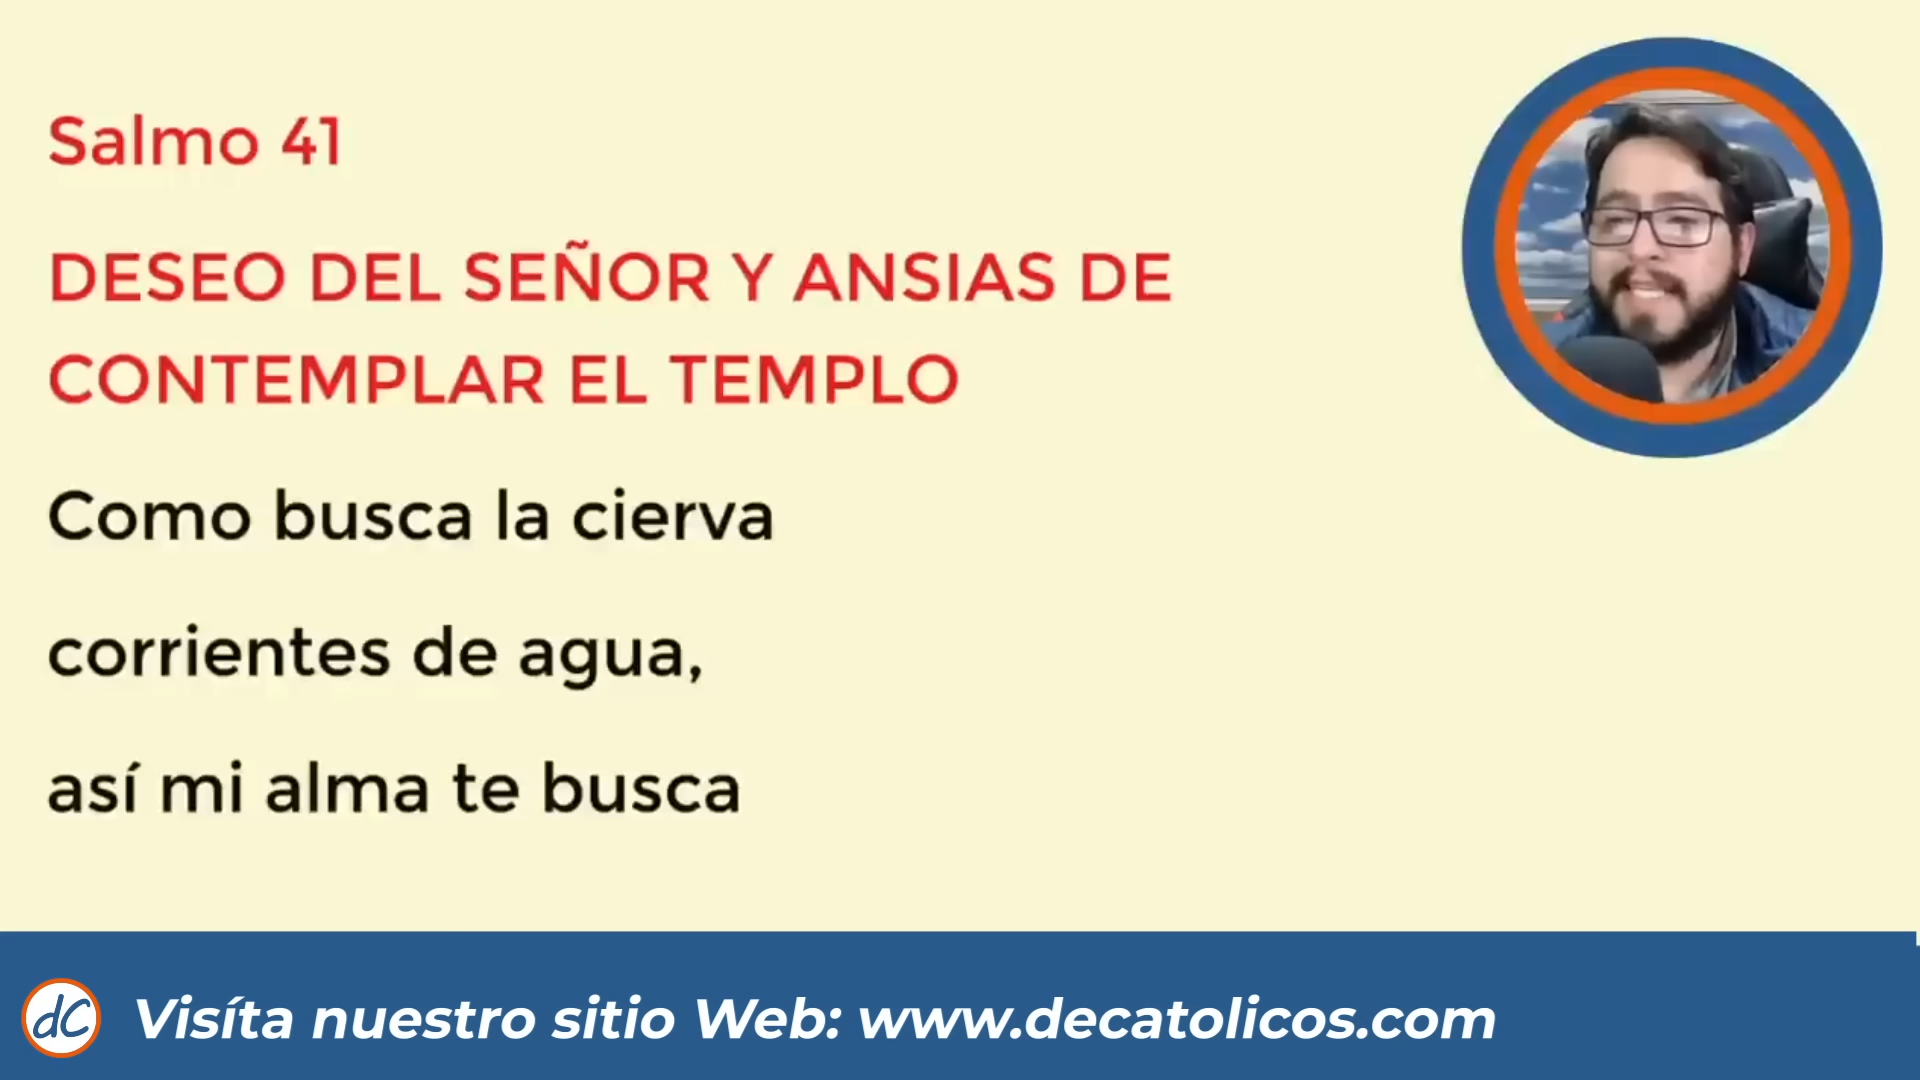 Salmo 41
DESEO DEL SEÑOR Y ANSIAS DE
CONTEMPLAR EL TEMPLO
Como busca la cierva
corrientes de agua,
así mi alma te busca
dC Visíta nuestro sitio Web: www.decatolicos.com